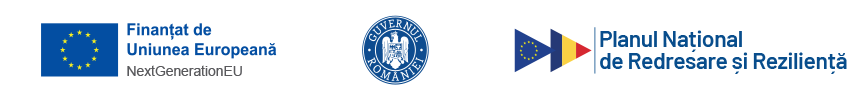 Finanțat de
Uniunea Europeană
NextGenerationEU
GUVERNUL
ROMÂNIEI
Planul Național
de Redresare și Reziliență